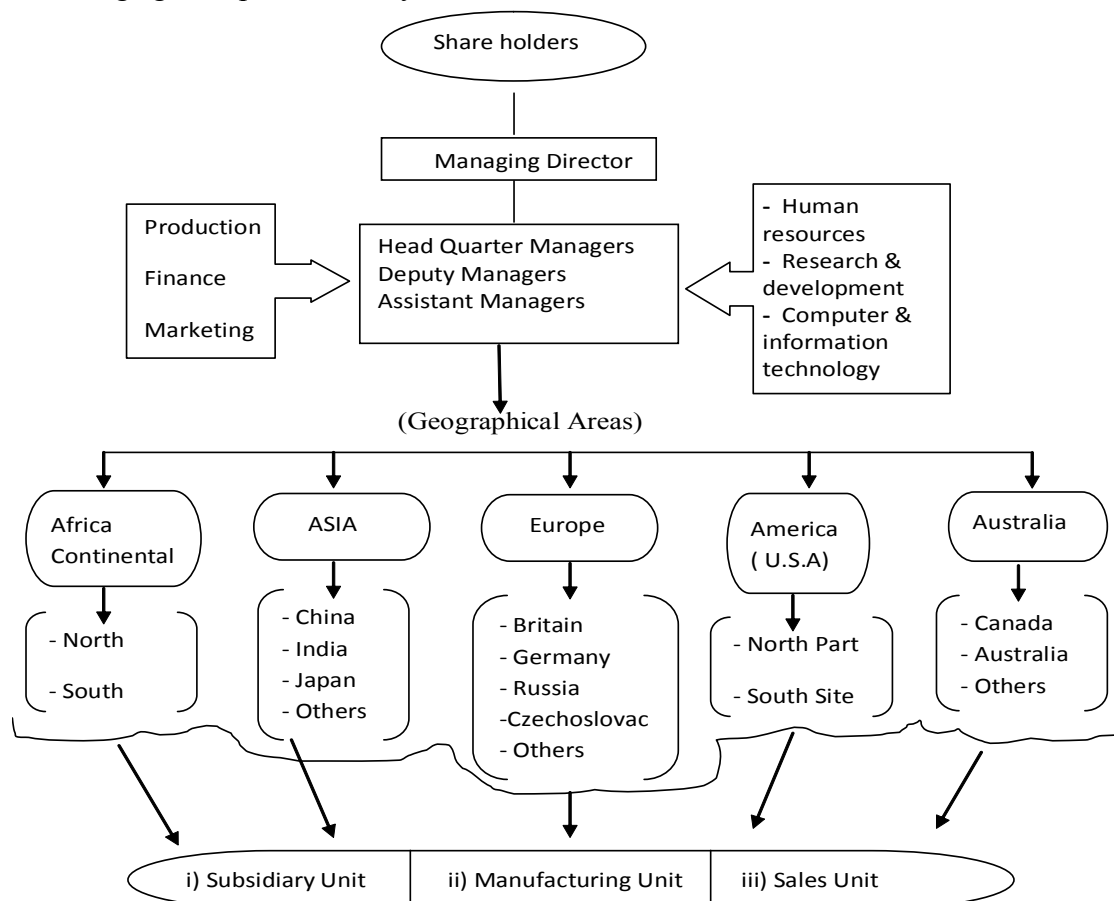 Share holders
Managing Director
Production
Finance
Marketing
Head Quarter Managers
Deputy Managers
Assistant Managers
- Human
resources
- Research &
development
- Computer &
information
technology
(Geographical Areas)
Africa
Continental
ASIA
Europe
America
( U.S.A)
Australia
- North
- South
- China
- India
- Japan
- Others
- Britain
- Germany
- Russia
-Czechoslovac
- Others
- North Part
- South Site
- Canada
- Australia
- Others
i) Subsidiary Unit
ii) Manufacturing Unit
iii) Sales Unit